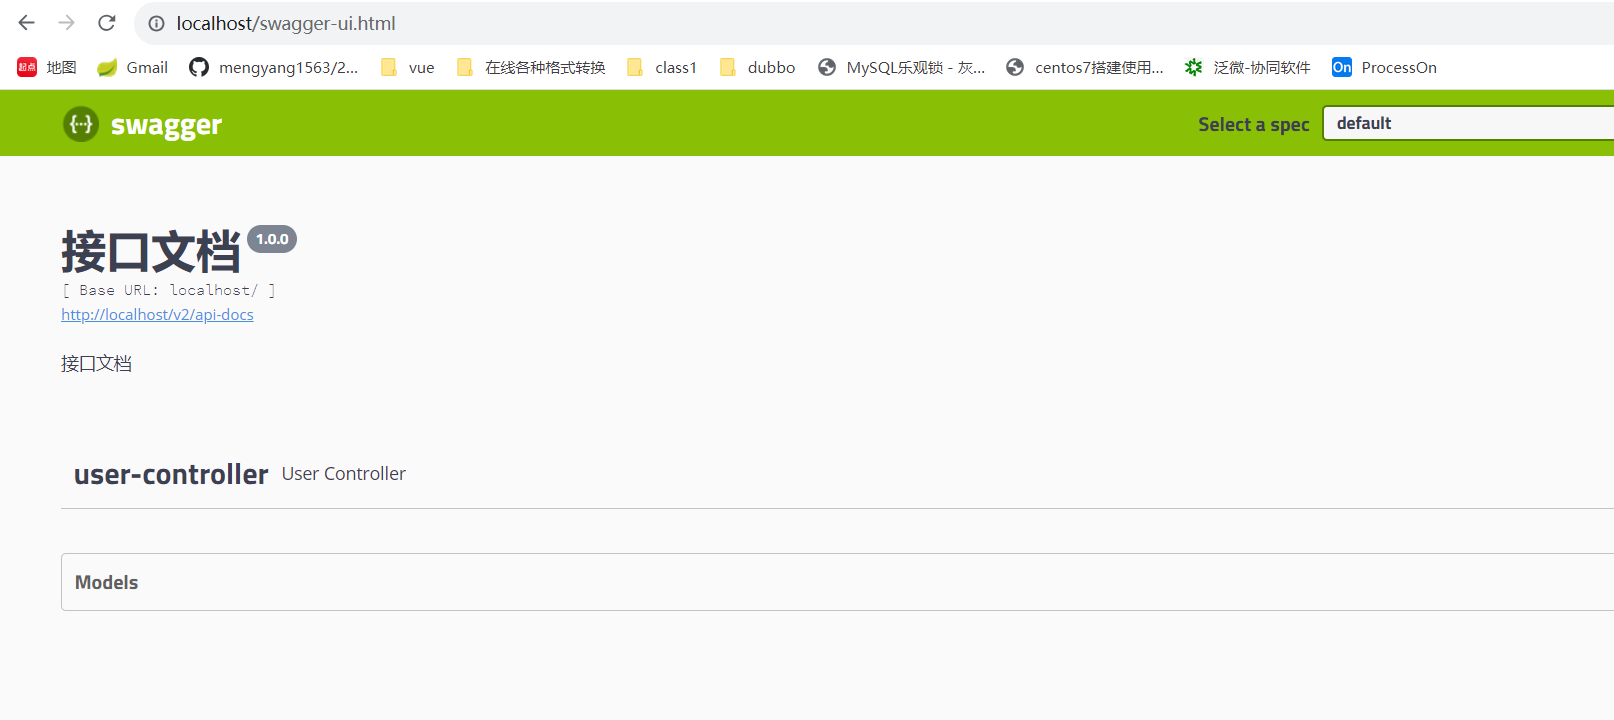 localhost/swagger-ui.html
起点 地图 Gmail mengyang1563/2... vue 在线各种格式转换 class1 dubbo MySQL乐观锁 - 灰... centos7搭建使用... 泛微-协同软件 On ProcessOn
{···} swagger Select a spec default
接口文档 1.0.0
[ Base URL: localhost/ ]
http://localhost/v2/api-docs
接口文档
user-controller User Controller
Models